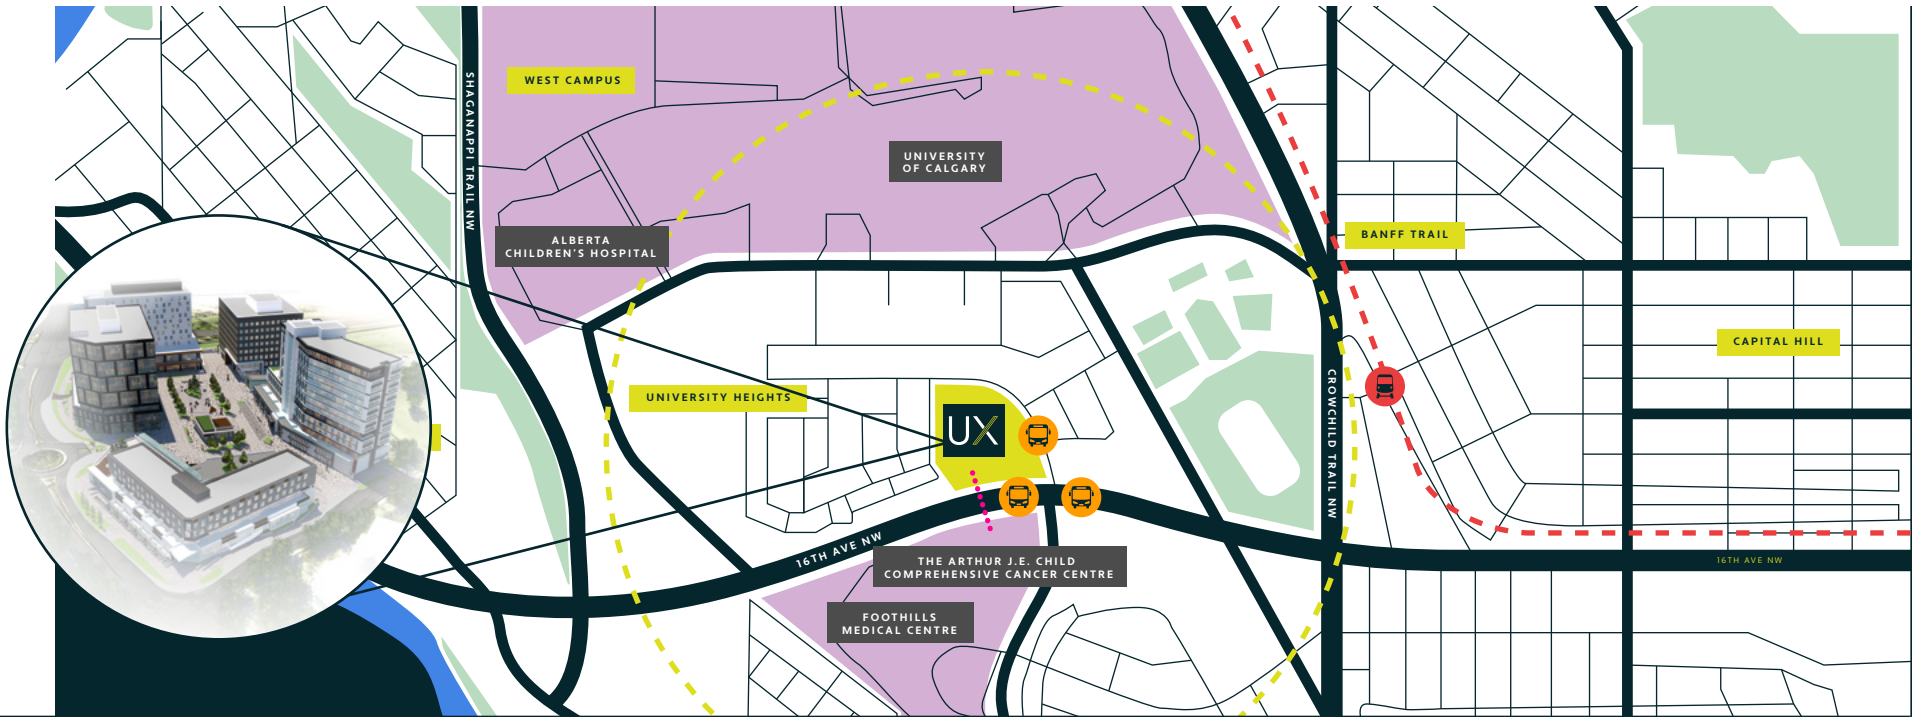 WEST CAMPUS
SHAGANAPPI TRAIL NW
UNIVERSITY
OF CALGARY
ALBERTA
CHILDREN'S HOSPITAL
BANFF TRAIL
CAPITAL HILL
UNIVERSITY HEIGHTS
UX
CROWCHILD TRAIL NW
16TH AVE NW
THE ARTHUR J.E. CHILD
COMPREHENSIVE CANCER CENTRE
16TH AVE NW
FOOTHILLS
MEDICAL CENTRE